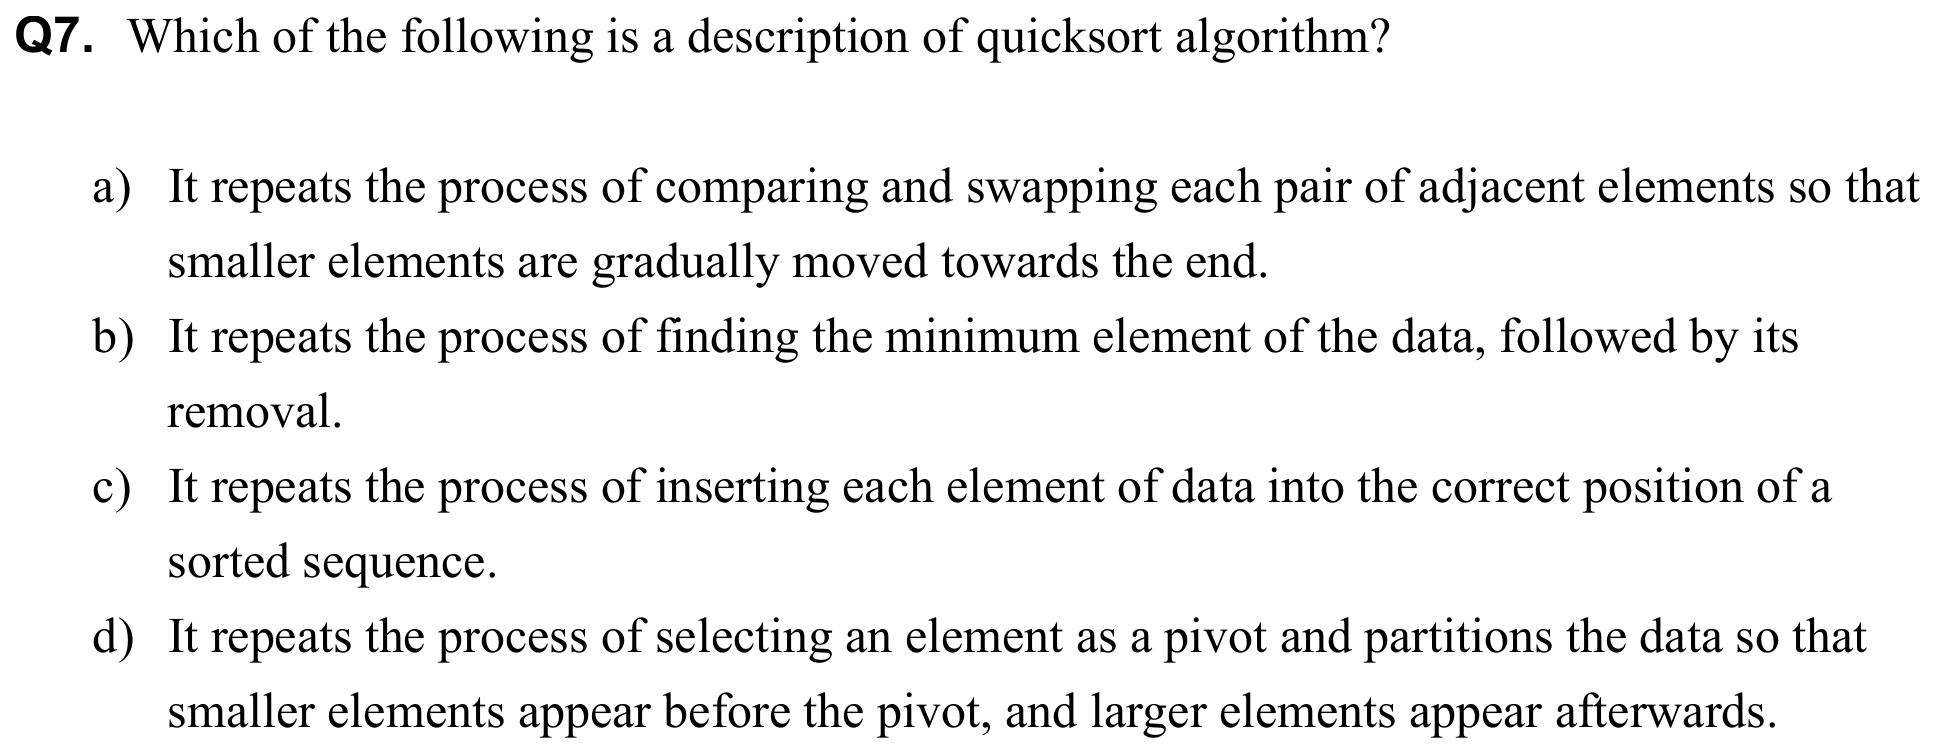 Q7. Which of the following is a description of quicksort algorithm?
a) It repeats the process of comparing and swapping each pair of adjacent elements so that
smaller elements are gradually moved towards the end.
b) It repeats the process of finding the minimum element of the data, followed by its
removal.
c) It repeats the process of inserting each element of data into the correct position of a
sorted sequence.
d) It repeats the process of selecting an element as a pivot and partitions the data so that
smaller elements appear before the pivot, and larger elements appear afterwards.